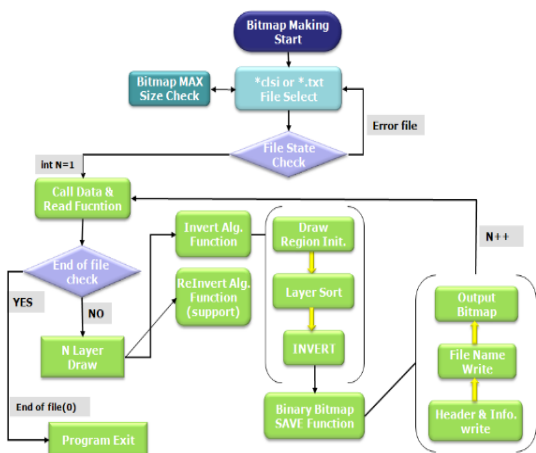 Bitmap Making
Start
Bitmap MAX
Size Check
*clsi or *.txt
File Select
Error file
File State
Check
int N=1
Call Data &
Read Fucntion
Invert Alg.
Function
Draw
Region Init.
N++
End of file
check
YES
NO
ReInvert Alg.
Function
(support)
Layer Sort
Output
Bitmap
N Layer
Draw
INVERT
File Name
Write
End of file(0)
Binary Bitmap
SAVE Function
Header & Info.
write
Program Exit